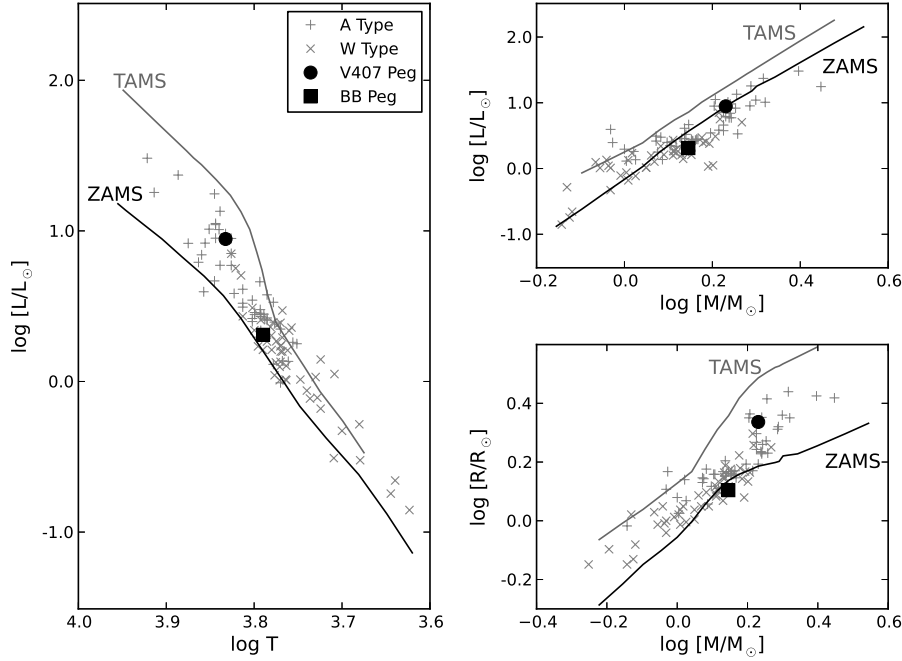 A Type
W Type
V407 Peg
BB Peg
TAMS
ZAMS
2.0
1.0
0.0
-1.0
log [L/L☉]
4.0 3.9 3.8 3.7 3.6
log T
TAMS
ZAMS
2.0
1.0
0.0
-1.0
log [L/L☉]
−0.2 0.0 0.2 0.4 0.6
log [M/M☉]
TAMS
ZAMS
0.4
0.2
0.0
-0.2
log [R/R☉]
−0.4 −0.2 0.0 0.2 0.4 0.6
log [M/M☉]